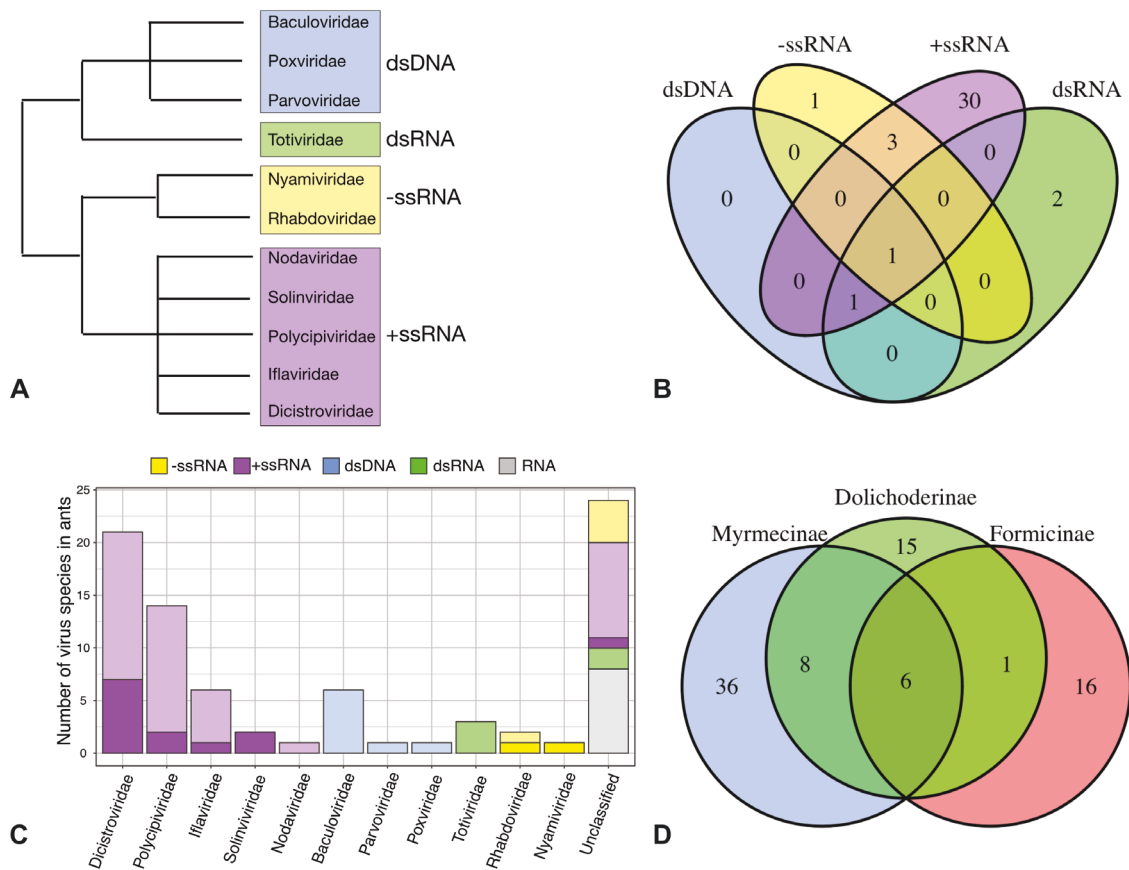 Baculoviridae
Poxviridae
Parvoviridae
dsDNA
Totiviridae
dsRNA
Nyamiviridae
Rhabdoviridae
-ssRNA
Nodaviridae
Solinviridae
Polycipiviridae
Iflaviridae
Dicistroviridae
+ssRNA
A
-ssRNA
+ssRNA
dsDNA
dsRNA
1
30
3
0
0
0
0
0
2
1
0
0
1
0
0
B
-ssRNA
+ssRNA
dsDNA
dsRNA
RNA
Number of virus species in ants
25
20
15
10
5
0
Dicistroviridae
Polycipiviridae
Iflaviridae
Solinviviridae
Nodaviridae
Baculoviridae
Parvoviridae
Poxviridae
Totiviridae
Rhabdoviridae
Nyamiviridae
Unclassified
C
Dolichoderinae
Myrmecinae
Formicinae
15
36
8
6
1
16
D